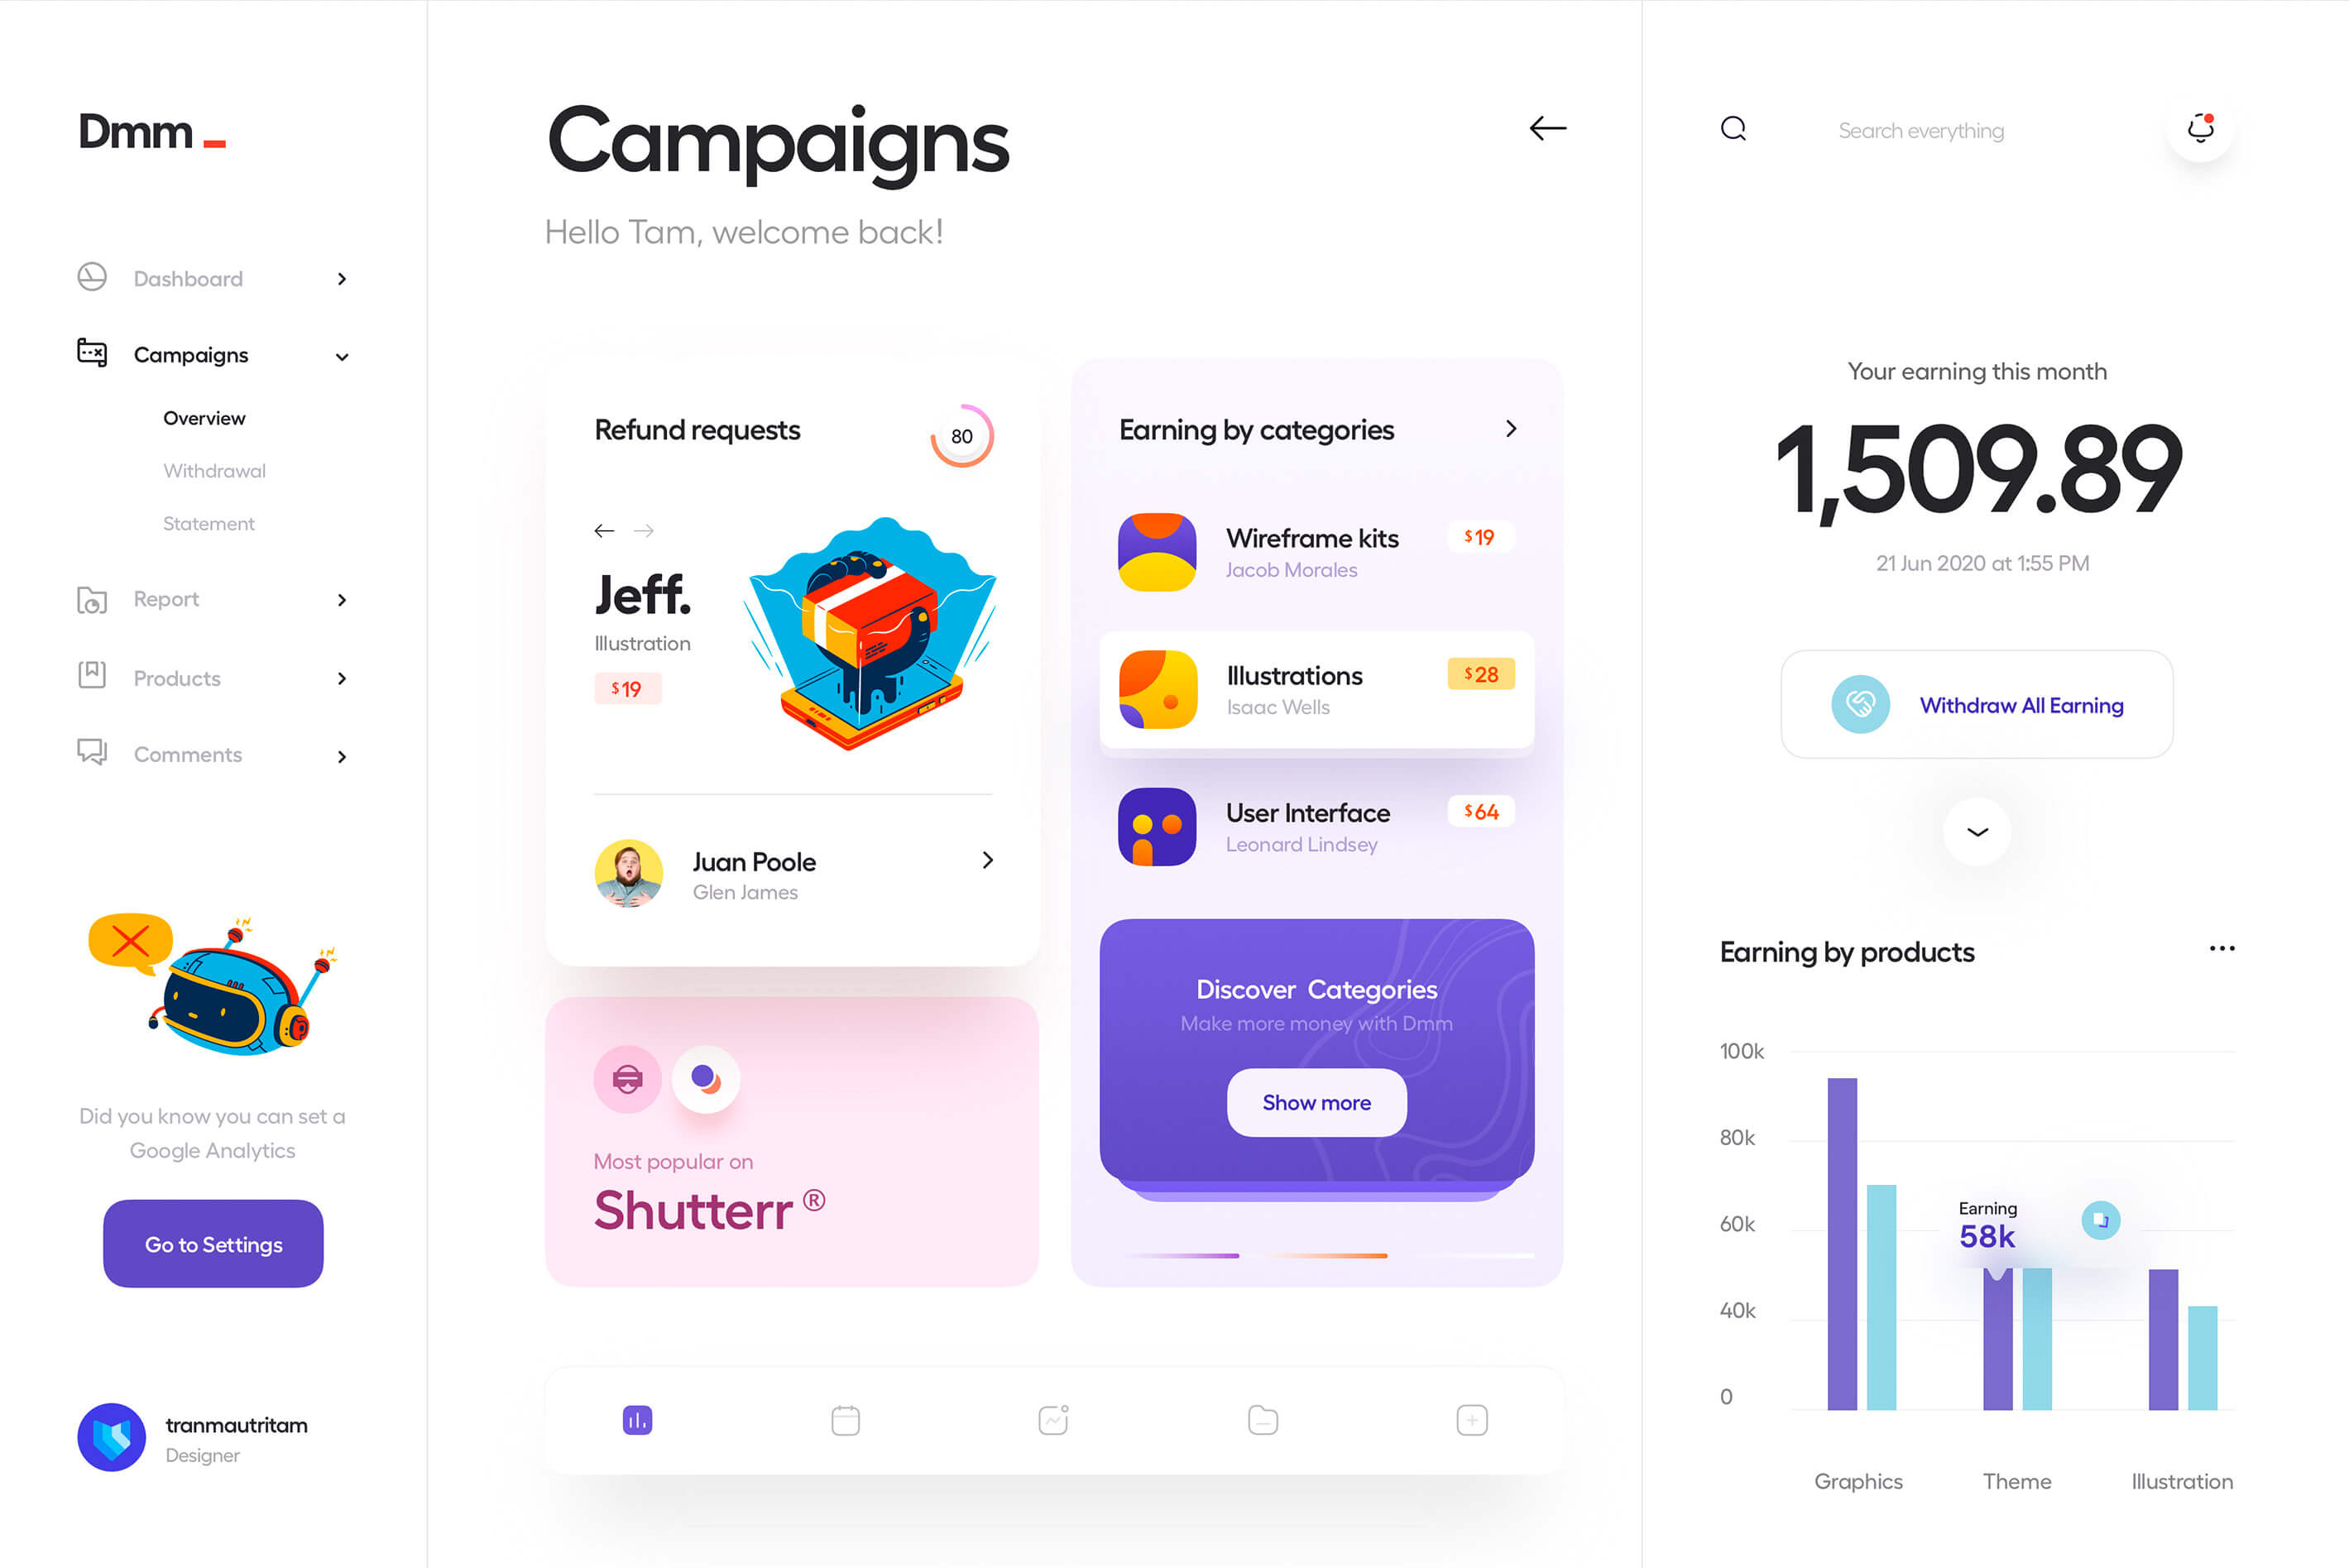 Dmm _
Dashboard
Campaigns
Overview
Withdrawal
Statement
Report
Products
Comments
Did you know you can set a
Google Analytics
Go to Settings
tranmautritam
Designer
Campaigns
Hello Tam, welcome back!
Refund requests
80
Jeff.
Illustration
$19
Juan Poole
Glen James
Most popular on
Shutterr ®
Earning by categories
Wireframe kits
$19
Jacob Morales
Illustrations
$28
Isaac Wells
User Interface
$64
Leonard Lindsey
Discover Categories
Make more money with Dmm
Show more
Search everything
Your earning this month
1,509.89
21 Jun 2020 at 1:55 PM
Withdraw All Earning
Earning by products
100k
80k
60k
40k
0
Earning
58k
Graphics
Theme
Illustration